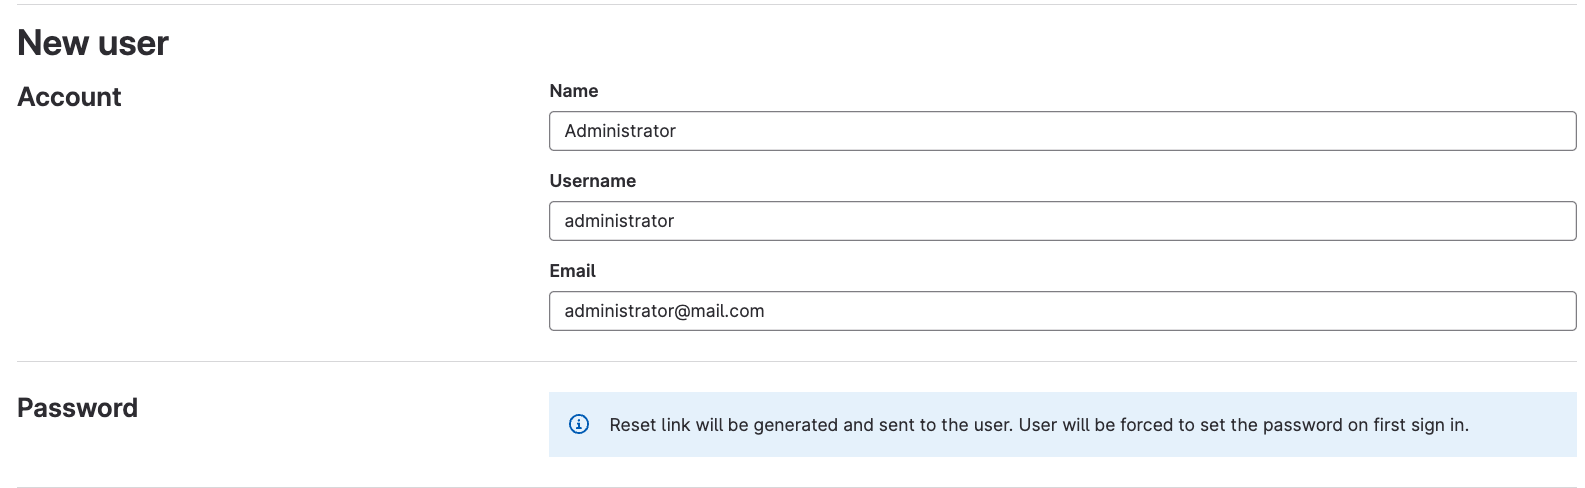 New user
Account
Name
Administrator
Username
administrator
Email
administrator@mail.com
Password
Reset link will be generated and sent to the user. User will be forced to set the password on first sign in.